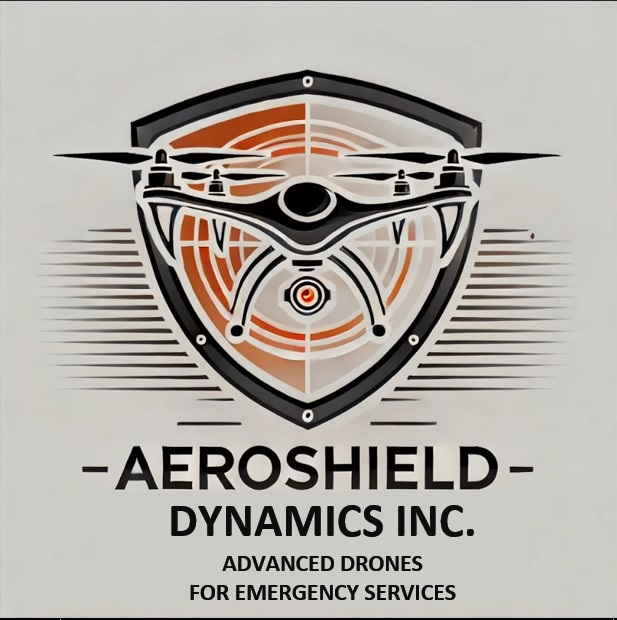 -AEROSHIELD-
DYNAMICS INC.
ADVANCED DRONES
FOR EMERGENCY SERVICES